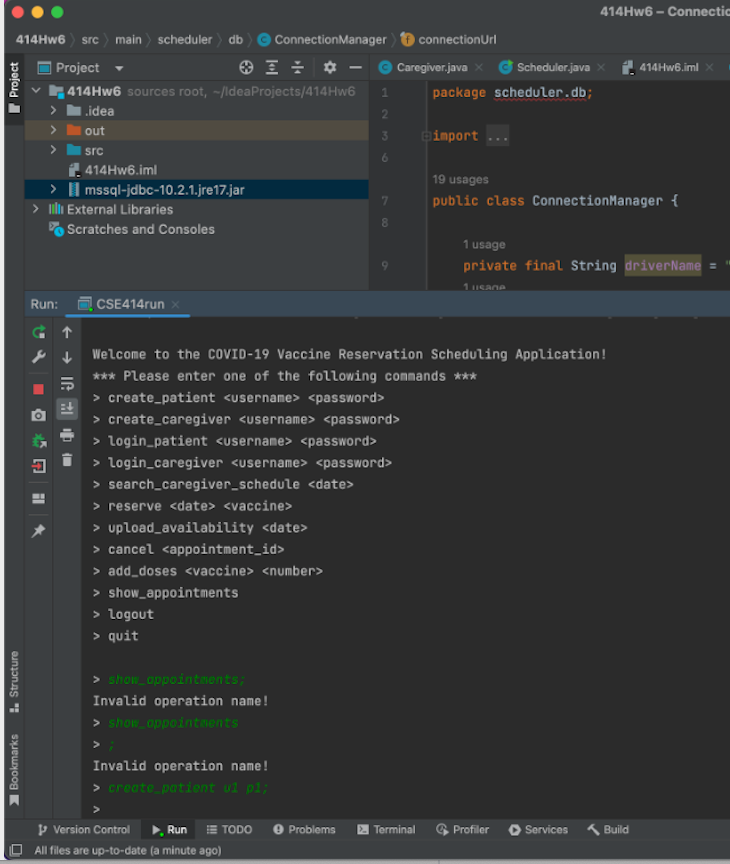 414Hw6 – Connectio
414Hw6 > src > main > scheduler > db > ConnectionManager > connectionUrl
Project
Project
Caregiver.java
Scheduler.java
414Hw6.iml
414Hw6 sources root, ~/IdeaProjects/414Hw6
.idea
out
src
414Hw6.iml
mssql-jdbc-10.2.1.jre17.jar
External Libraries
Scratches and Consoles
1 package scheduler.db;
2
3 import ...
6
19 usages
7 public class ConnectionManager {
8
1 usage
9 private final String driverName = "
1 usage
Run: CSE414run
Welcome to the COVID-19 Vaccine Reservation Scheduling Application!
*** Please enter one of the following commands ***
> create_patient <username> <password>
> create_caregiver <username> <password>
> login_patient <username> <password>
> login_caregiver <username> <password>
> search_caregiver_schedule <date>
> reserve <date> <vaccine>
> upload_availability <date>
> cancel <appointment_id>
> add_doses <vaccine> <number>
> show_appointments
> logout
> quit
> show_appointments;
Invalid operation name!
> show_appointments
> ;
Invalid operation name!
> create_patient u1 p1;
>
Structure
Bookmarks
Version Control
Run
TODO
Problems
Terminal
Profiler
Services
Build
All files are up-to-date (a minute ago)